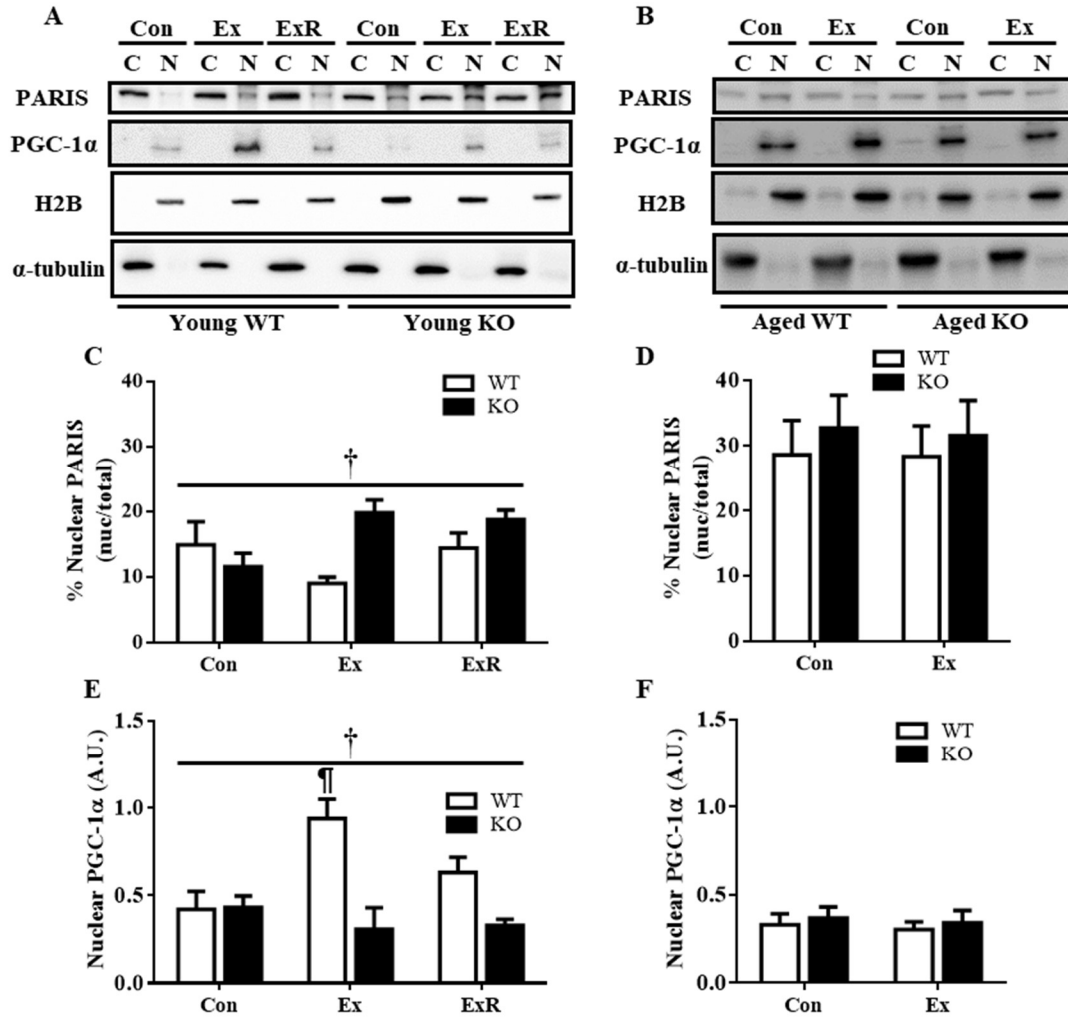 A
Con Ex ExR Con Ex ExR
C N C N C N C N C N C N
PARIS
PGC-1α
H2B
α-tubulin
Young WT Young KO
B
Con Ex Con Ex
C N C N C N C N
PARIS
PGC-1α
H2B
α-tubulin
Aged WT Aged KO
C
% Nuclear PARIS
(nuc/total)
40
30
20
10
0
†
WT
KO
Con Ex ExR
D
% Nuclear PARIS
(nuc/total)
40
30
20
10
0
WT
KO
Con Ex
E
Nuclear PGC-1α (A.U.)
1.5
1.0
0.5
0.0
†
¶
WT
KO
Con Ex ExR
F
Nuclear PGC-1α (A.U.)
1.5
1.0
0.5
0.0
WT
KO
Con Ex